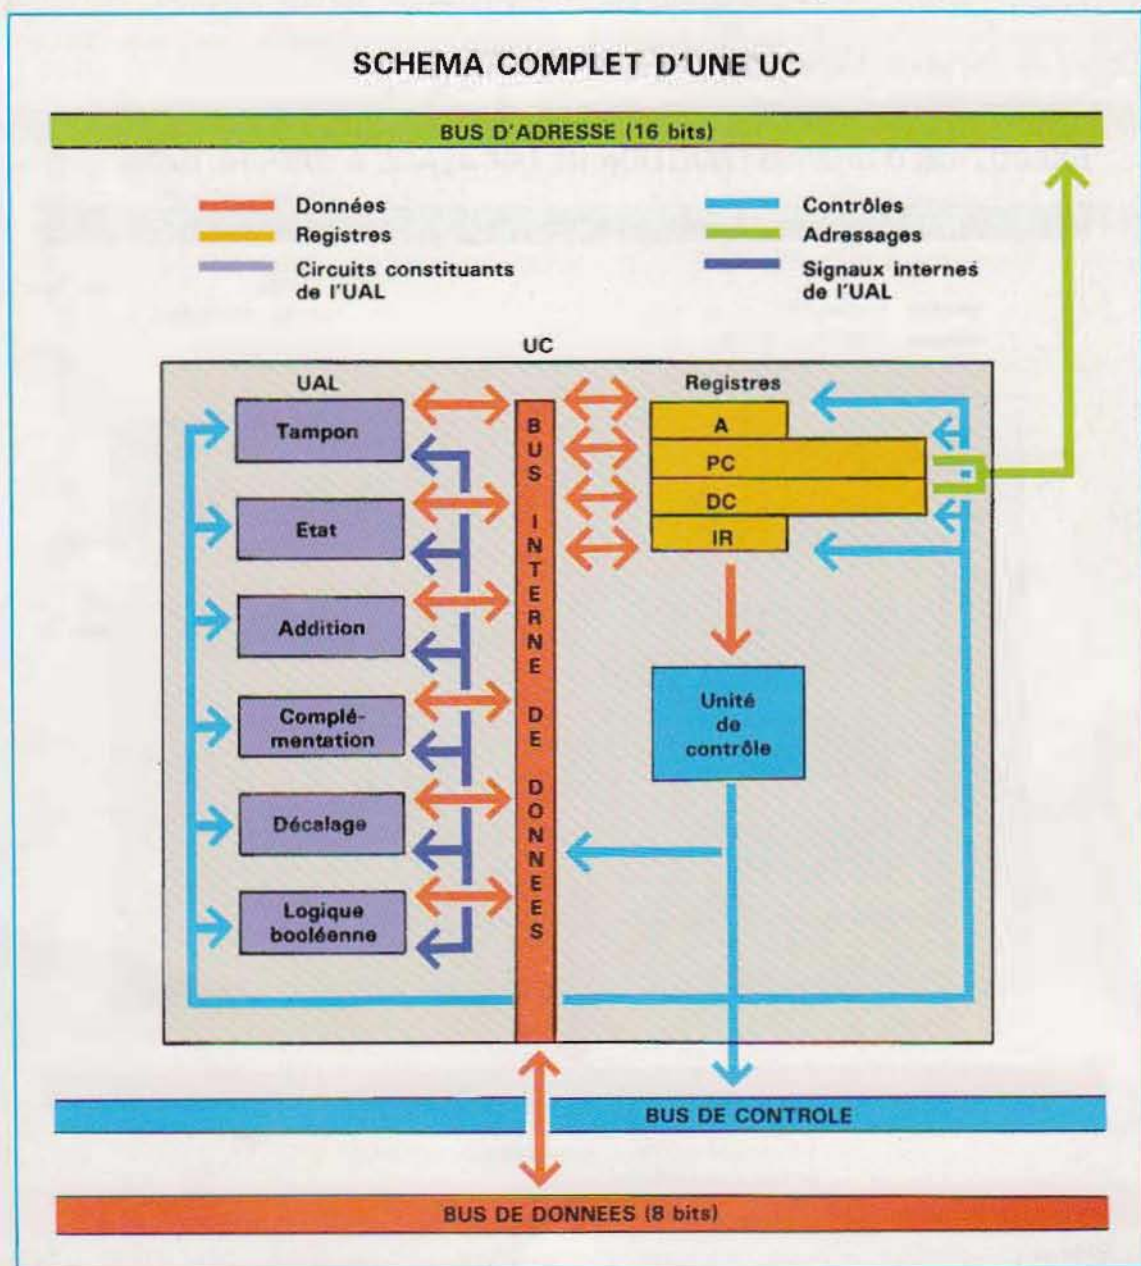 SCHEMA COMPLET D'UNE UC
BUS D'ADRESSE (16 bits)
Données
Registres
Circuits constituants
de l'UAL
Contrôles
Adressages
Signaux internes
de l'UAL
UC
UAL
Registres
Tampon
Etat
Addition
Complé-
mentation
Décalage
Logique
booléenne
BUS INTERNE DE DONNEES
A
PC
DC
IR
Unité
de
contrôle
BUS DE CONTROLE
BUS DE DONNEES (8 bits)